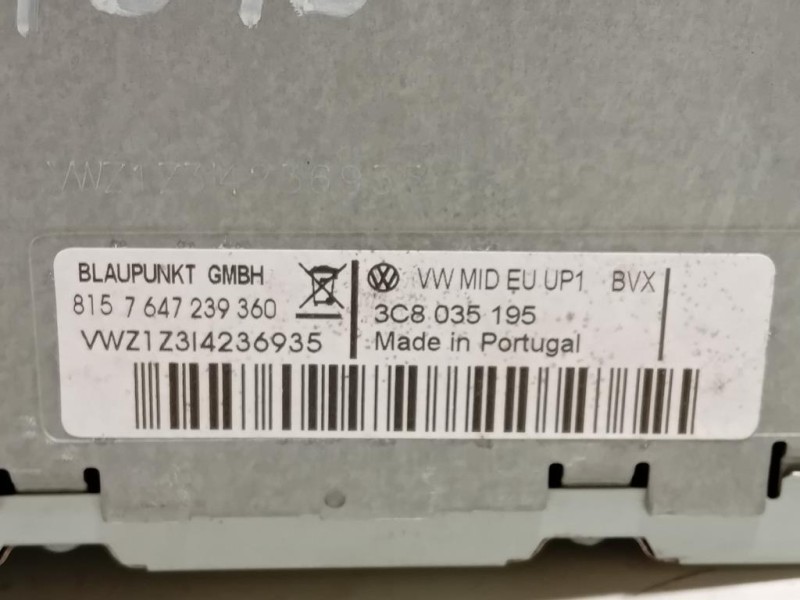 BLAUPUNKT GMBH
815 7 647 239 360
VWZ1Z3I4236935
VW MID EU UP1 BVX
3C8 035 195
Made in Portugal